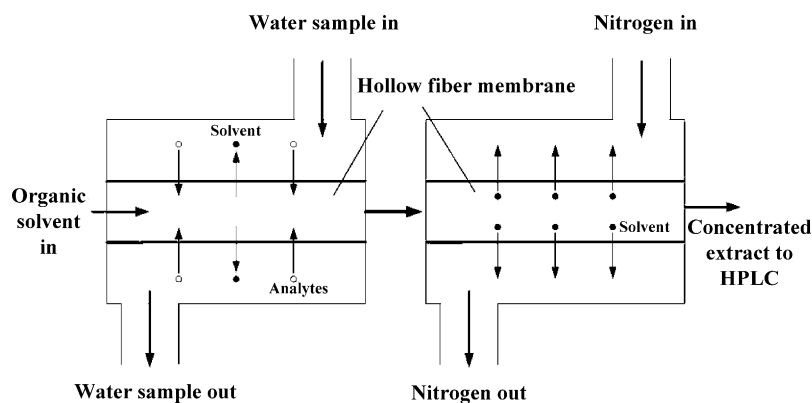 Water sample in
Nitrogen in
Hollow fiber membrane
Solvent
Organic
solvent
in
Solvent
Concentrated
extract to
HPLC
Analytes
Water sample out
Nitrogen out